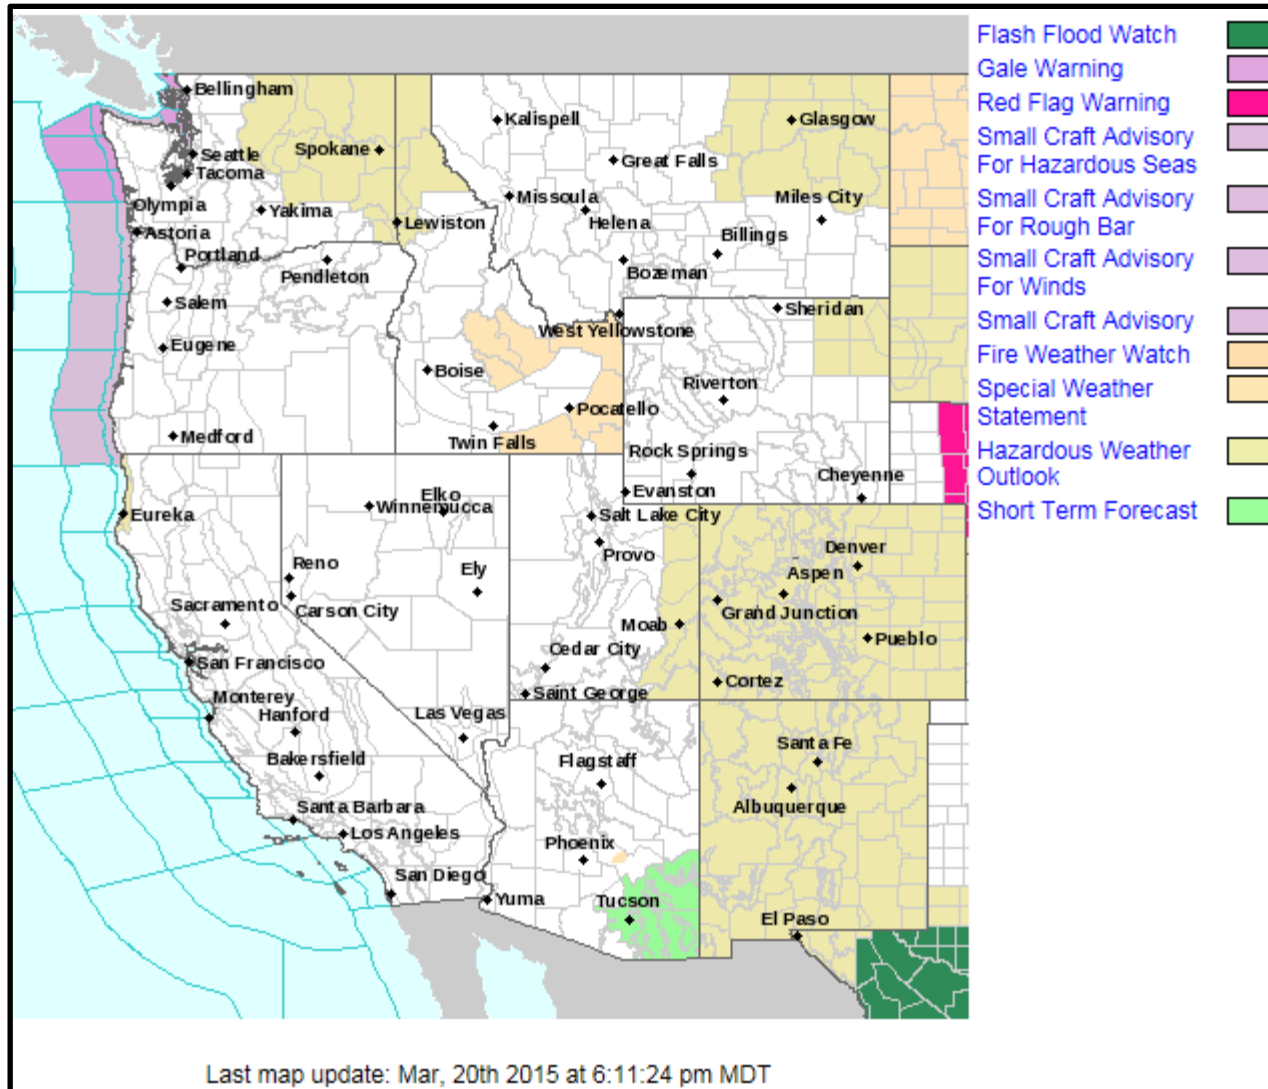 Bellingham
Kalispell
Glasgow
Spokane
Seattle
Great Falls
Tacoma
Missoula
Miles City
Olympia
Yakima
Lewiston
Helena
Astoria
Billings
Portland
Pendleton
Bozeman
Salem
Sheridan
West Yellowstone
Eugene
Boise
Riverton
Pocatello
Medford
Twin Falls
Rock Springs
Cheyenne
Evanston
Elko
Winnemucca
Eureka
Salt Lake City
Provo
Denver
Reno
Ely
Aspen
Sacramento
Carson City
Grand Junction
Moab
Pueblo
Cedar City
San Francisco
Cortez
Saint George
Monterey
Hanford
Las Vegas
Santa Fe
Bakersfield
Flagstaff
Albuquerque
Santa Barbara
Los Angeles
Phoenix
San Diego
Yuma
Tucson
El Paso
Flash Flood Watch
Gale Warning
Red Flag Warning
Small Craft Advisory
For Hazardous Seas
Small Craft Advisory
For Rough Bar
Small Craft Advisory
For Winds
Small Craft Advisory
Fire Weather Watch
Special Weather
Statement
Hazardous Weather
Outlook
Short Term Forecast
Last map update: Mar, 20th 2015 at 6:11:24 pm MDT